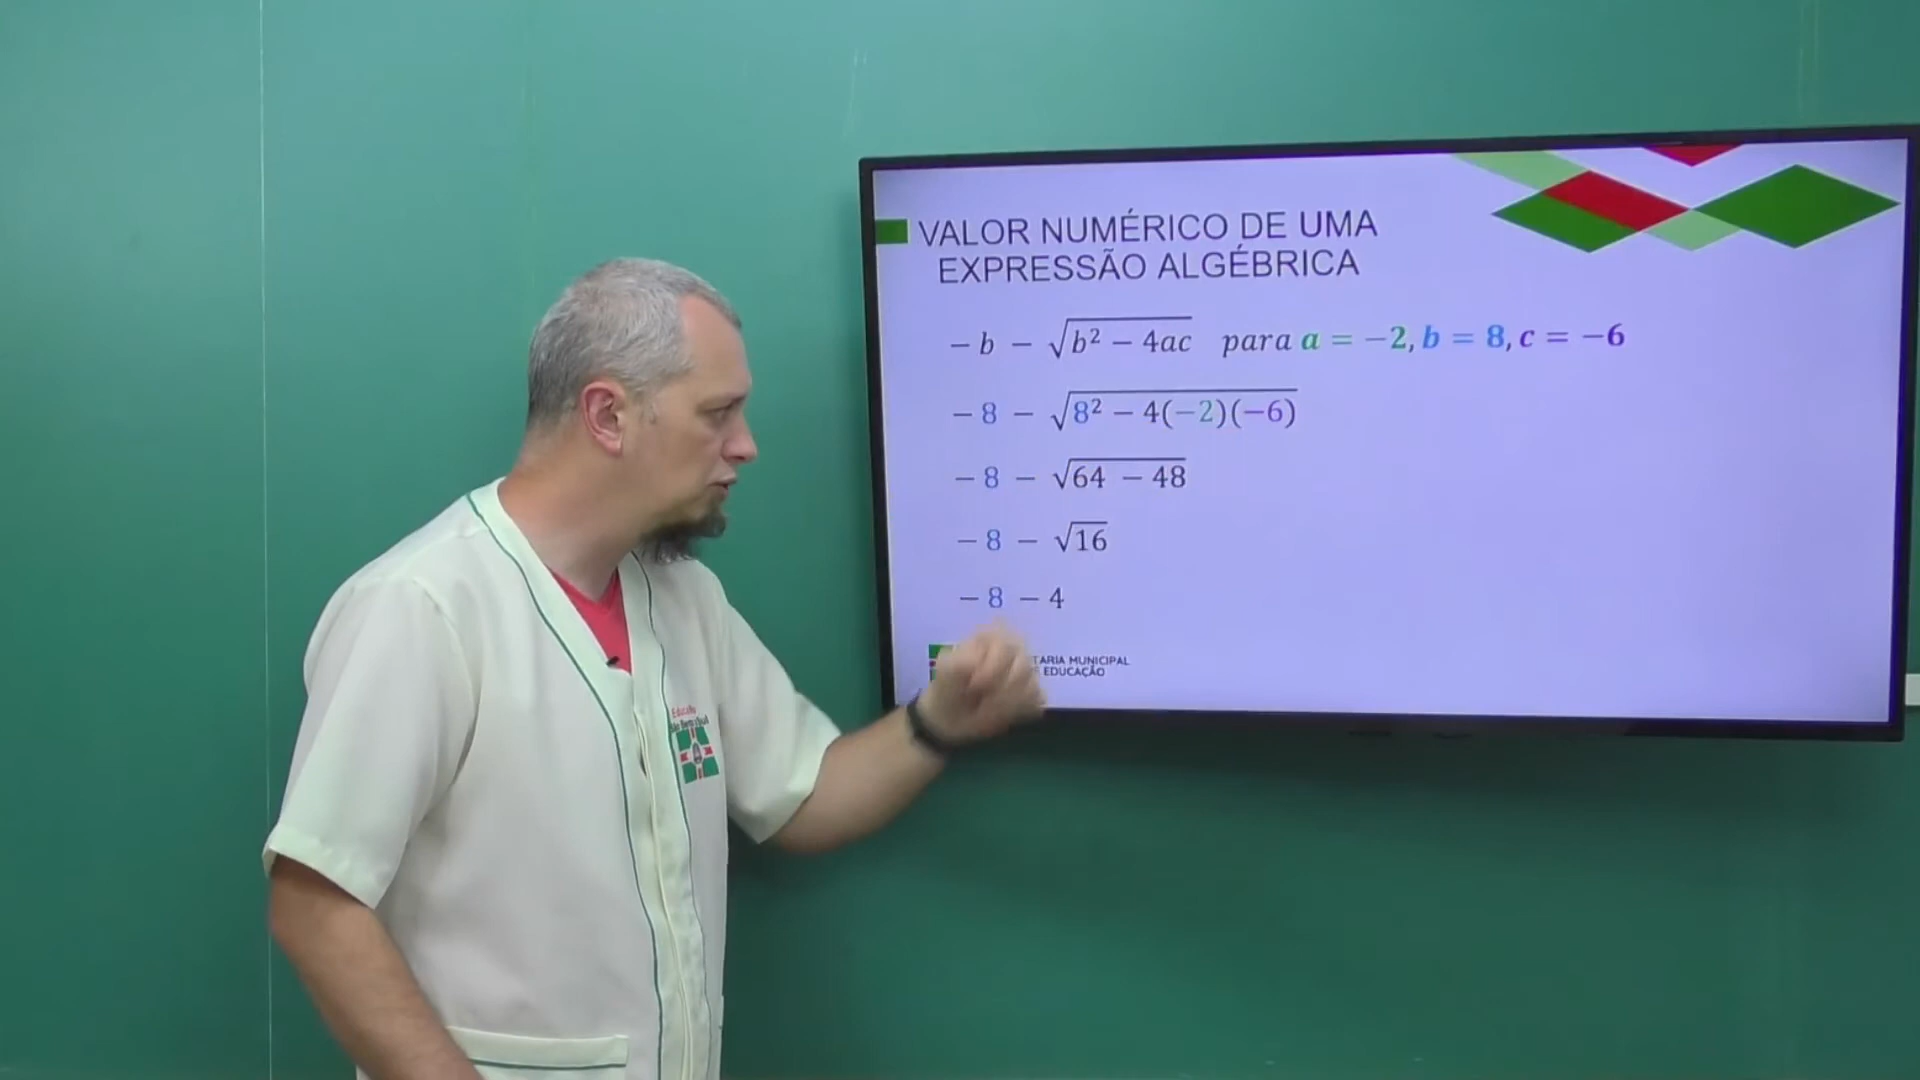 VALOR NUMÉRICO DE UMA
EXPRESSÃO ALGÉBRICA
− b − √b² − 4ac para a = −2, b = 8, c = −6
− 8 − √8² − 4(−2)(−6)
− 8 − √64 − 48
− 8 − √16
− 8 − 4
MUNICIPAL
EDUCAÇÃO
Educação